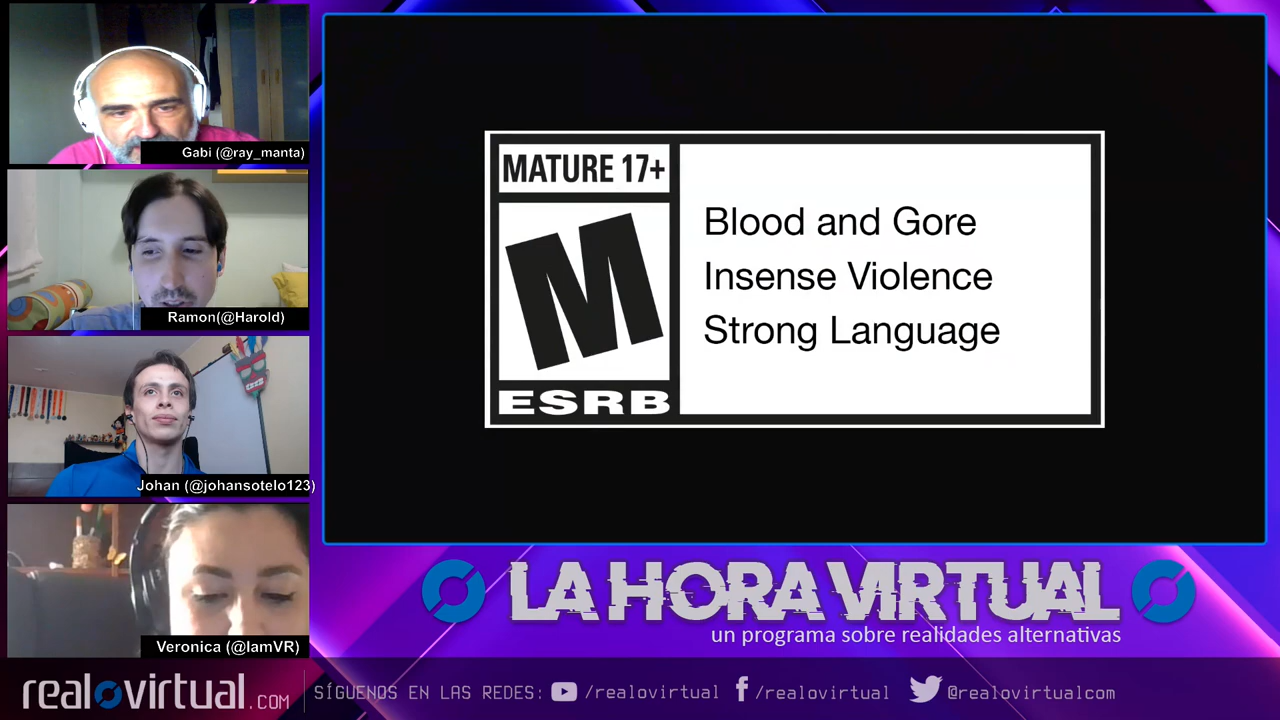 Gabi (@ray_manta)
Ramon(@Harold)
Johan (@johansotelo123)
Veronica (@IamVR)
MATURE 17+
M
ESRB
Blood and Gore
Insense Violence
Strong Language
LA HORA VIRTUAL
un programa sobre realidades alternativas
realovirtual.COM
SÍGUENOS EN LAS REDES: /realovirtual /realovirtual @realovirtualcom